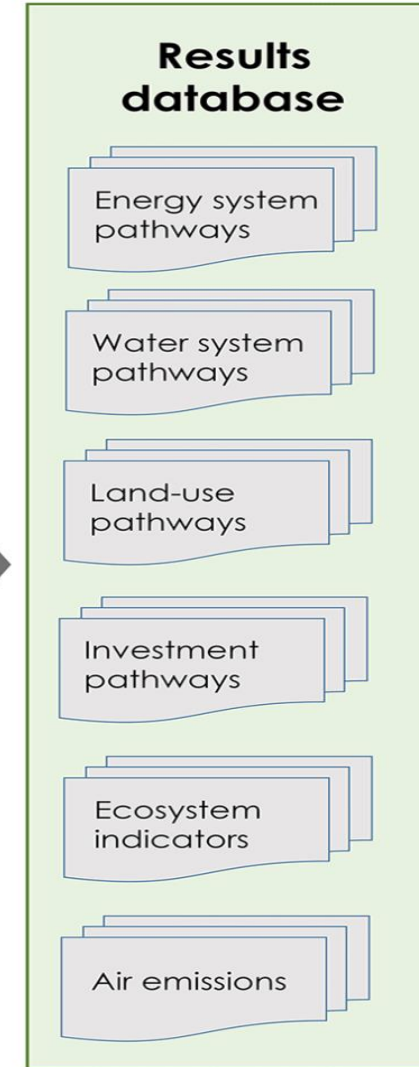 Results
database
Energy system
pathways
Water system
pathways
Land-use
pathways
Investment
pathways
Ecosystem
indicators
Air emissions